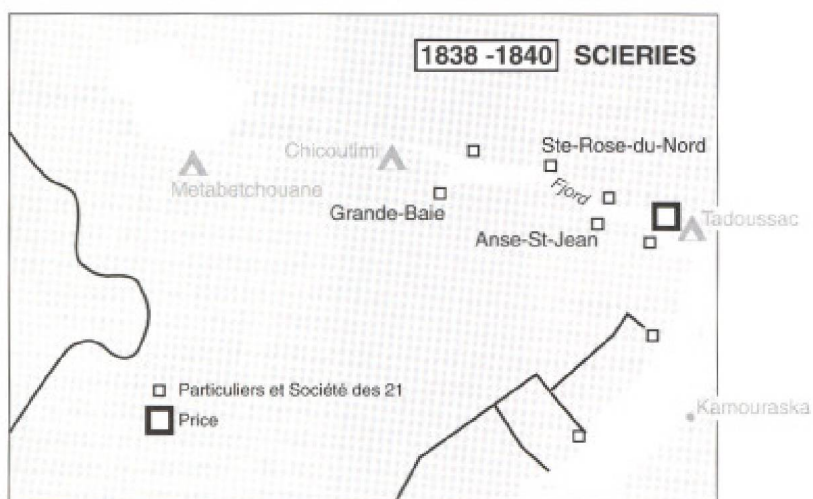 1838 -1840 SCIERIES
Ste-Rose-du-Nord
Chicoutimi
Metabetchouane
Fjord
Grande-Baie
Tadoussac
Anse-St-Jean
Particuliers et Société des 21
Kamouraska
Price